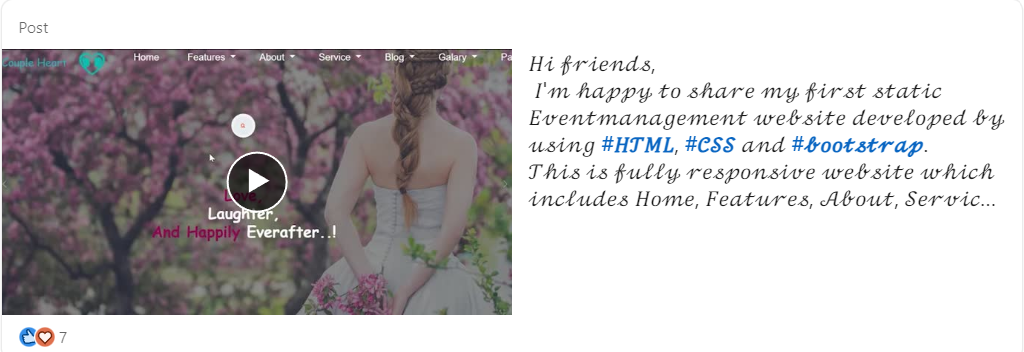 Post
Couple Heart
Home Features About Service Blog Galary Pa
G
Love,
Laughter,
And Happily Everafter..!
Hi friends,
I'm happy to share my first static
Eventmanagement website developed by
using #HTML, #CSS and #bootstrap.
This is fully responsive website which
includes Home, Features, About, Servic...
7